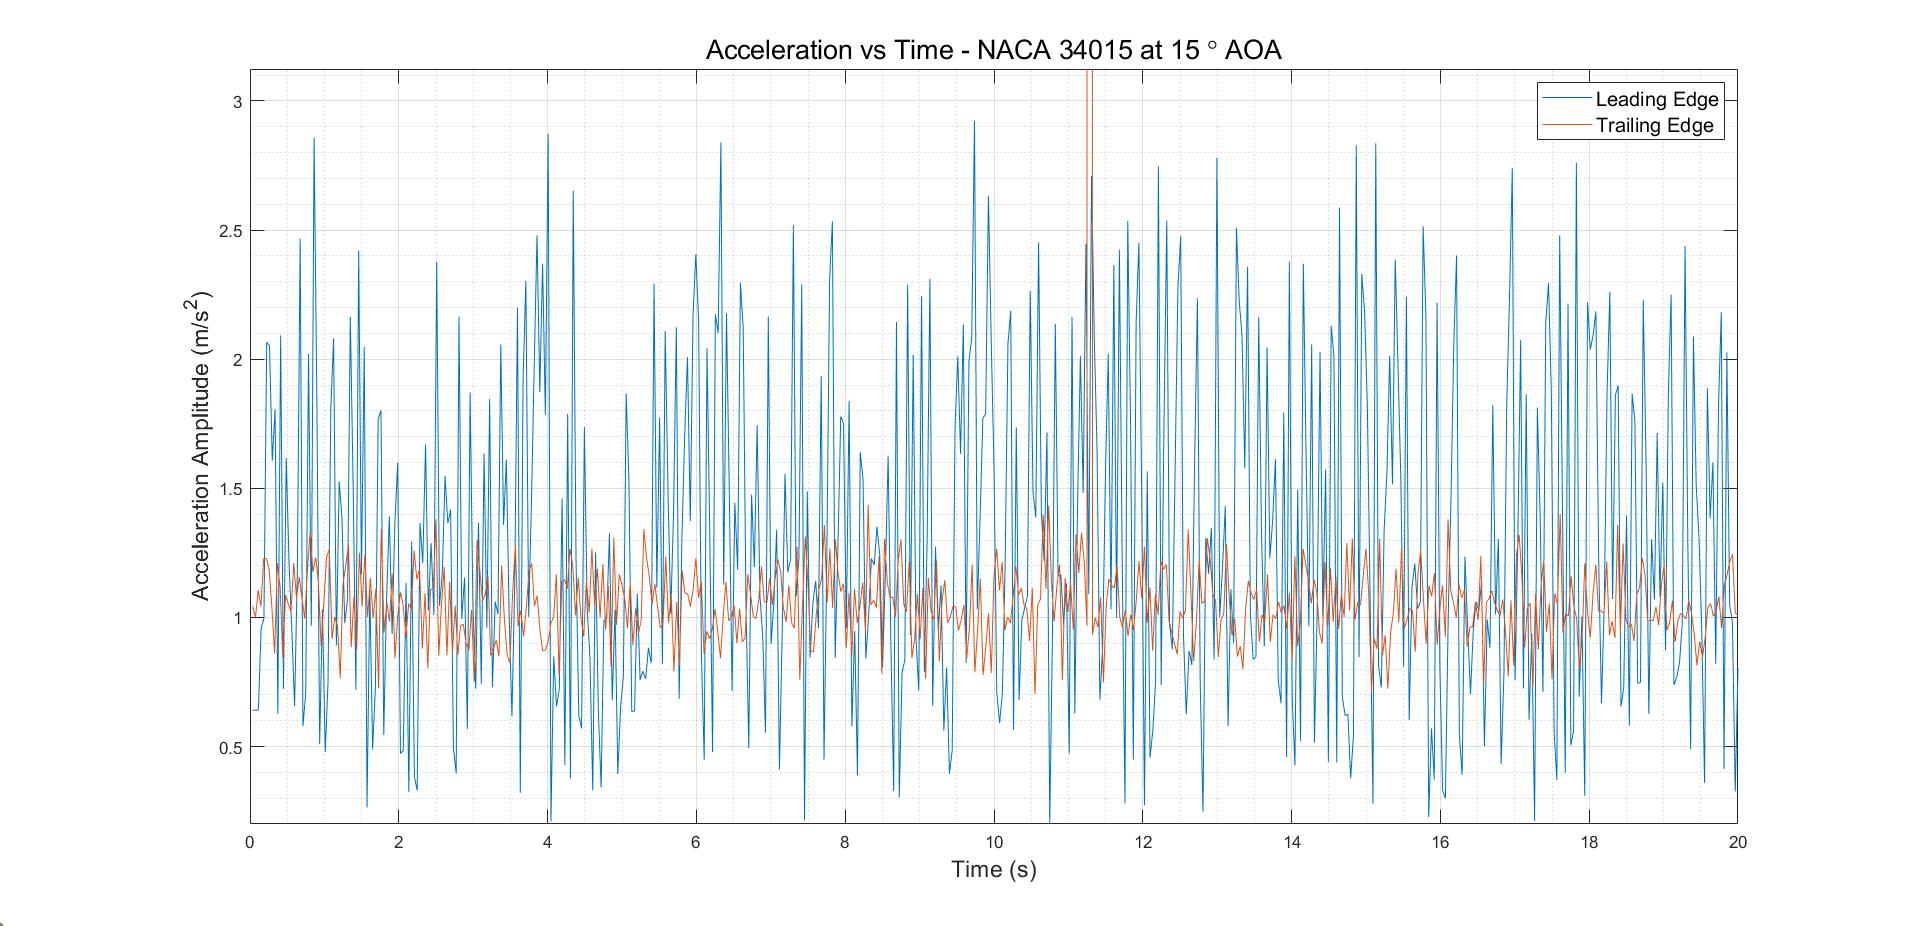 Acceleration vs Time - NACA 34015 at 15 ° AOA
Leading Edge
Trailing Edge
Acceleration Amplitude (m/s²)
3
2.5
2
1.5
1
0.5
0 2 4 6 8 10 12 14 16 18 20
Time (s)